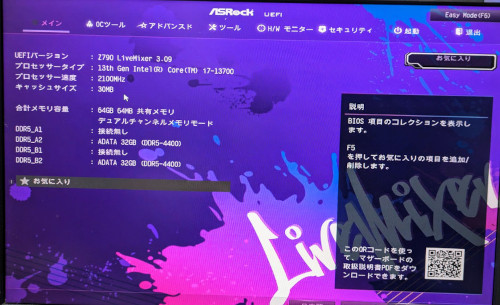 ASRock UEFI
Easy Mode(F5)
メイン
OCツール
アドバンスド
ツール
H/W モニター
セキュリティ
起動
退出
UEFIバージョン : Z790 LiveMixer 3.09
プロセッサータイプ : 13th Gen Intel(R) Core(TM) i7-13700
プロセッサー速度 : 2100MHz
キャッシュサイズ : 30MB
合計メモリ容量 : 64GB 64MB 共有メモリ
デュアルチャンネルメモリモード
DDR5_A1 : 接続無し
DDR5_A2 : ADATA 32GB (DDR5-4400)
DDR5_B1 : 接続無し
DDR5_B2 : ADATA 32GB (DDR5-4400)
お気に入り
お気に入り
説明
BIOS 項目のコレクションを表示し
ます。
F5
を押してお気に入りの項目を追加/
削除します。
LiveMixer
このQRコードを使っ
て、マザーボードの
取扱説明書PDFをダウ
ンロードできます。